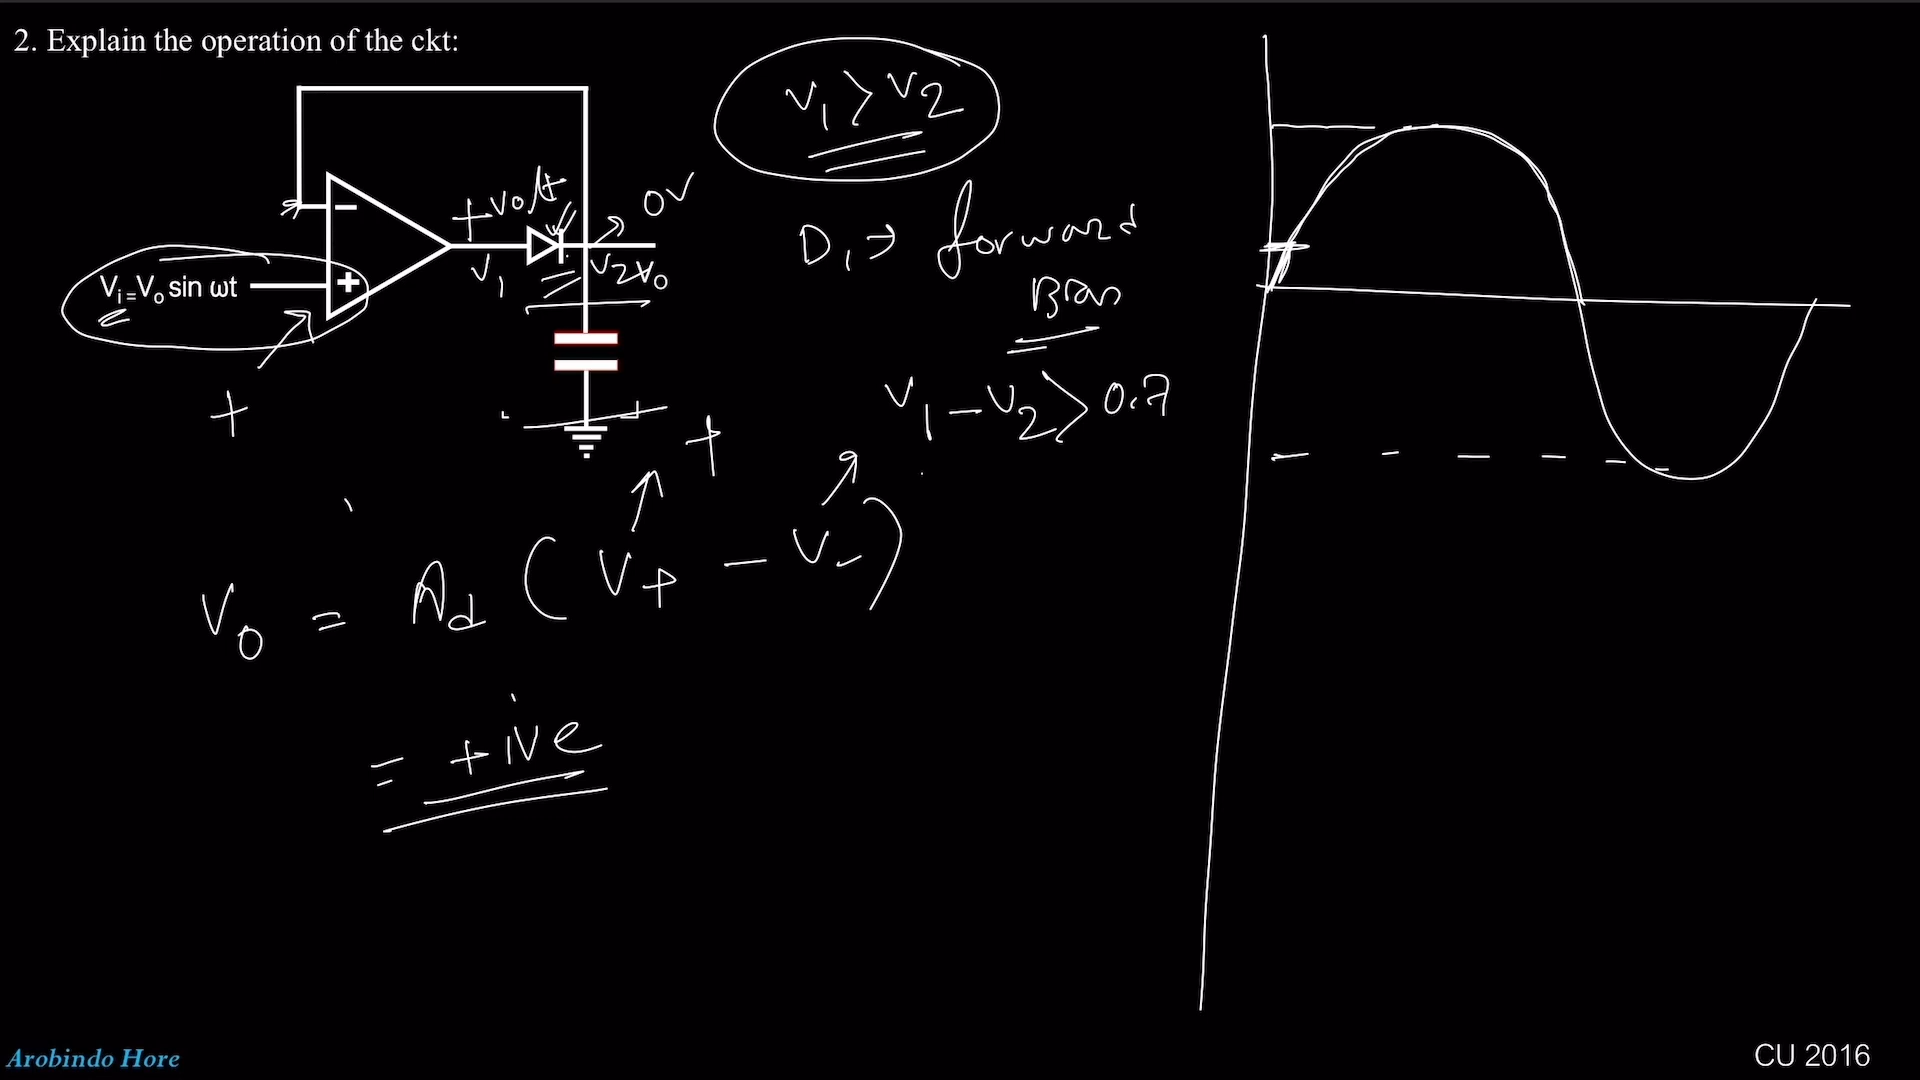 2. Explain the operation of the ckt:
V1 > V2
+volt
0V
−
D1 → forward
Bias
Vi=Vo sin ωt
+
V1
V2 Vo
V1 − V2 > 0.7
+
+
Vo = Ad (V+ − V-)
= +ive
Arobindo Hore
CU 2016